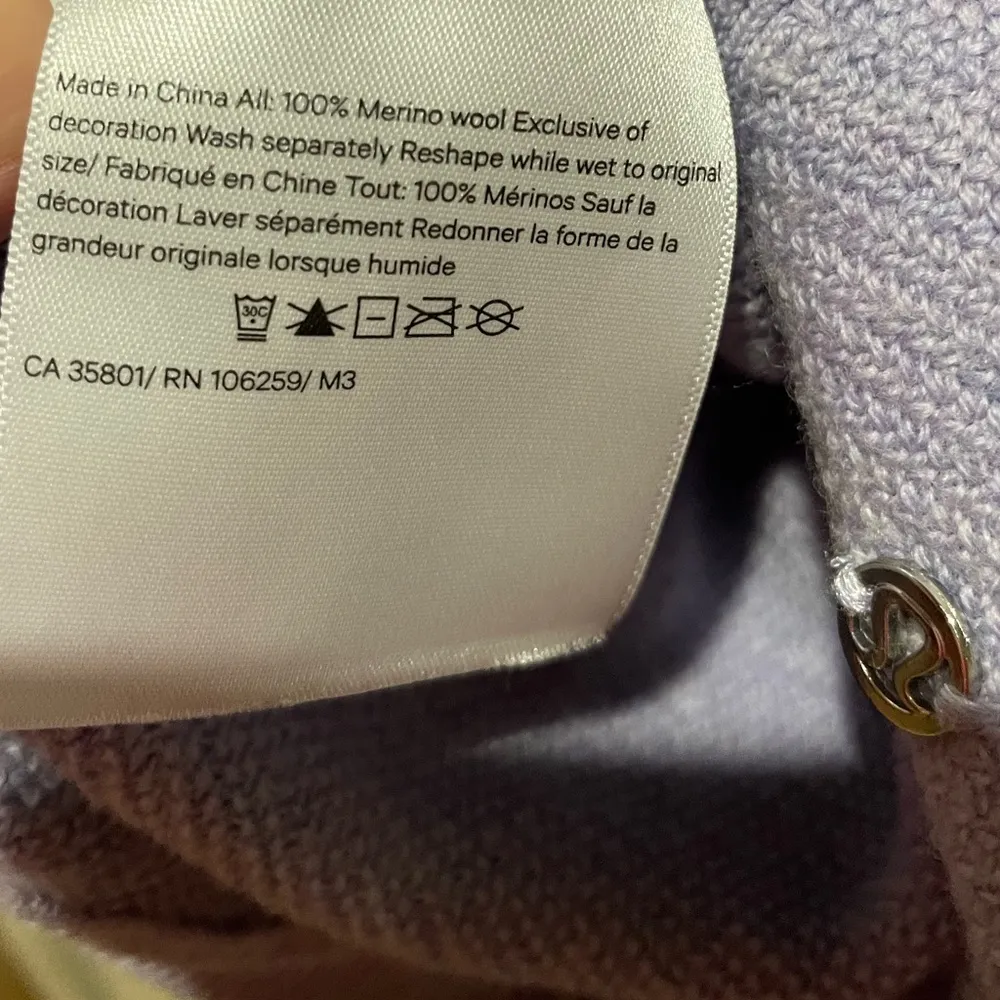 Made in China All: 100% Merino wool Exclusive of
decoration Wash separately Reshape while wet to original
size/ Fabriqué en Chine Tout: 100% Mérinos Sauf la
décoration Laver séparément Redonner la forme de la
grandeur originale lorsque humide
30C
CA 35801/ RN 106259/ M3